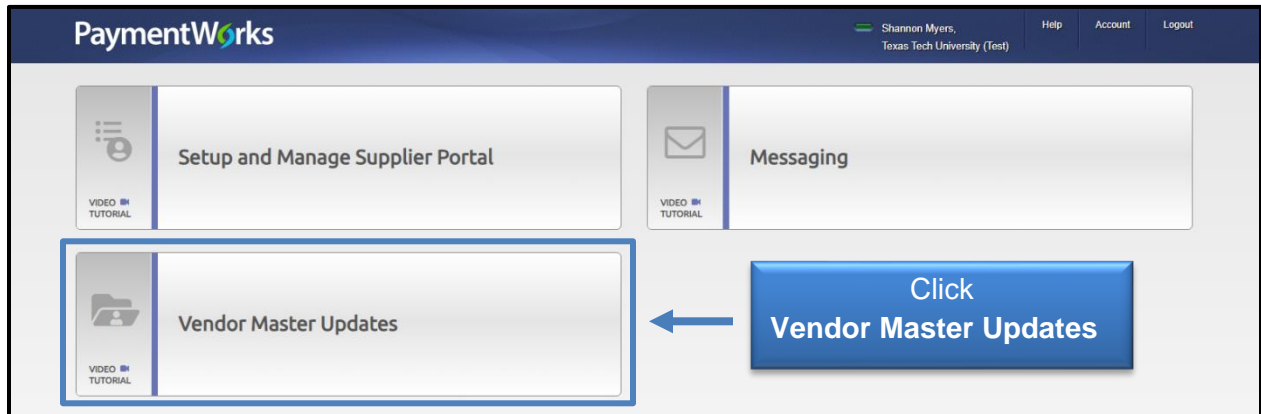 PaymentWorks
Shannon Myers,
Texas Tech University (Test)
Help
Account
Logout
Setup and Manage Supplier Portal
VIDEO
TUTORIAL
Messaging
VIDEO
TUTORIAL
Vendor Master Updates
VIDEO
TUTORIAL
Click
Vendor Master Updates